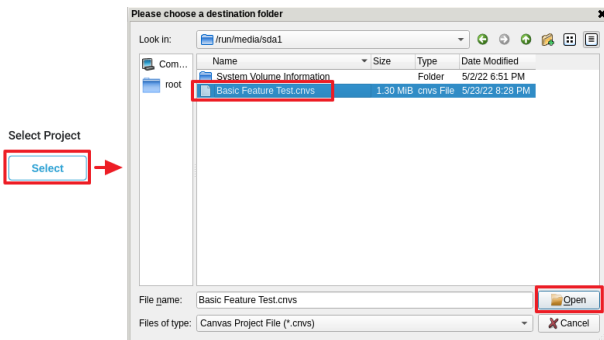 Please choose a destination folder
Look in: /run/media/sda1
Com...
root
Name Size Type Date Modified
System Volume Information Folder 5/2/22 6:51 PM
Basic Feature Test.cnvs 1.30 MiB cnvs File 5/23/22 8:28 PM
Select Project
Select
File name: Basic Feature Test.cnvs Open
Files of type: Canvas Project File (*.cnvs) Cancel